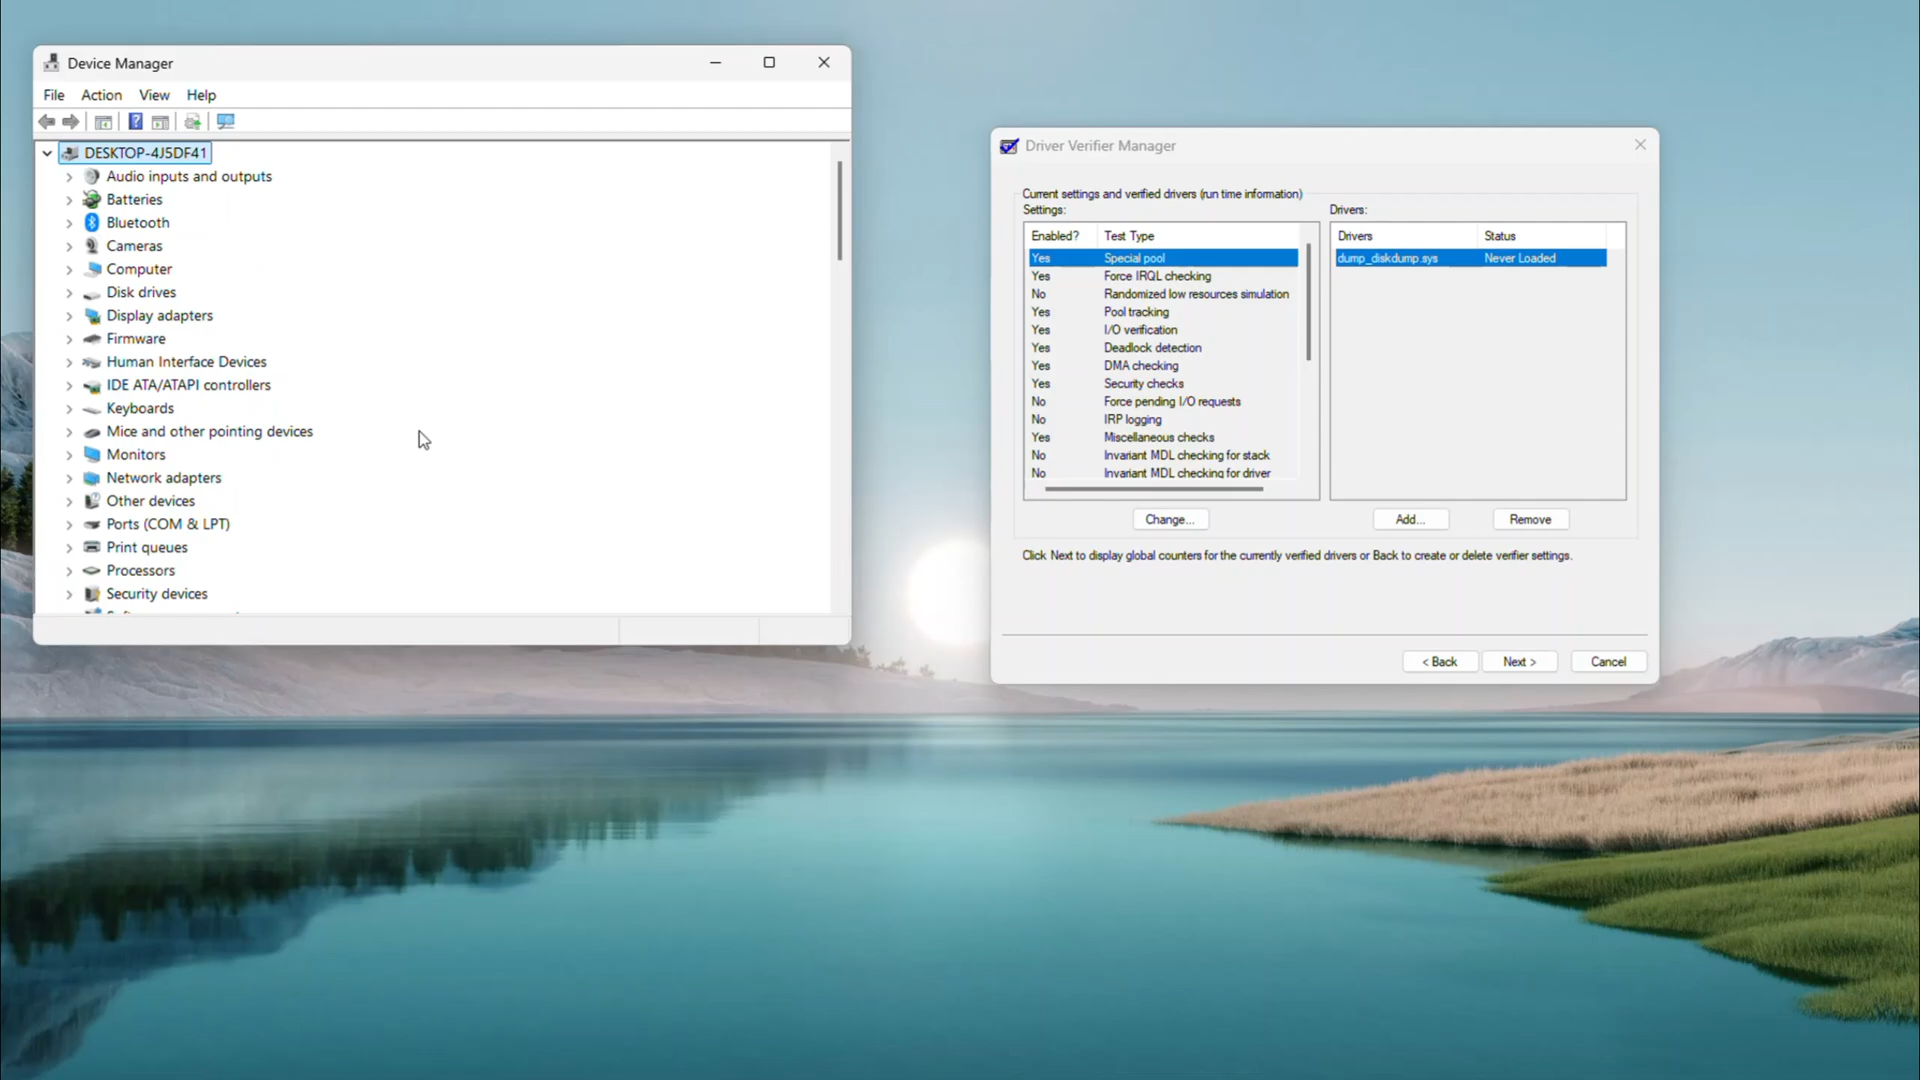 Device Manager
File Action View Help
DESKTOP-4J5DF41
Audio inputs and outputs
Batteries
Bluetooth
Cameras
Computer
Disk drives
Display adapters
Firmware
Human Interface Devices
IDE ATA/ATAPI controllers
Keyboards
Mice and other pointing devices
Monitors
Network adapters
Other devices
Ports (COM & LPT)
Print queues
Processors
Security devices
Driver Verifier Manager
Current settings and verified drivers (run time information)
Settings:
Enabled? Test Type
Yes Special pool
Yes Force IRQL checking
No Randomized low resources simulation
Yes Pool tracking
Yes I/O verification
Yes Deadlock detection
Yes DMA checking
Yes Security checks
No Force pending I/O requests
No IRP logging
Yes Miscellaneous checks
No Invariant MDL checking for stack
No Invariant MDL checking for driver
Change...
Drivers:
Drivers Status
dump_diskdump.sys Never Loaded
Add... Remove
Click Next to display global counters for the currently verified drivers or Back to create or delete verifier settings.
< Back Next > Cancel